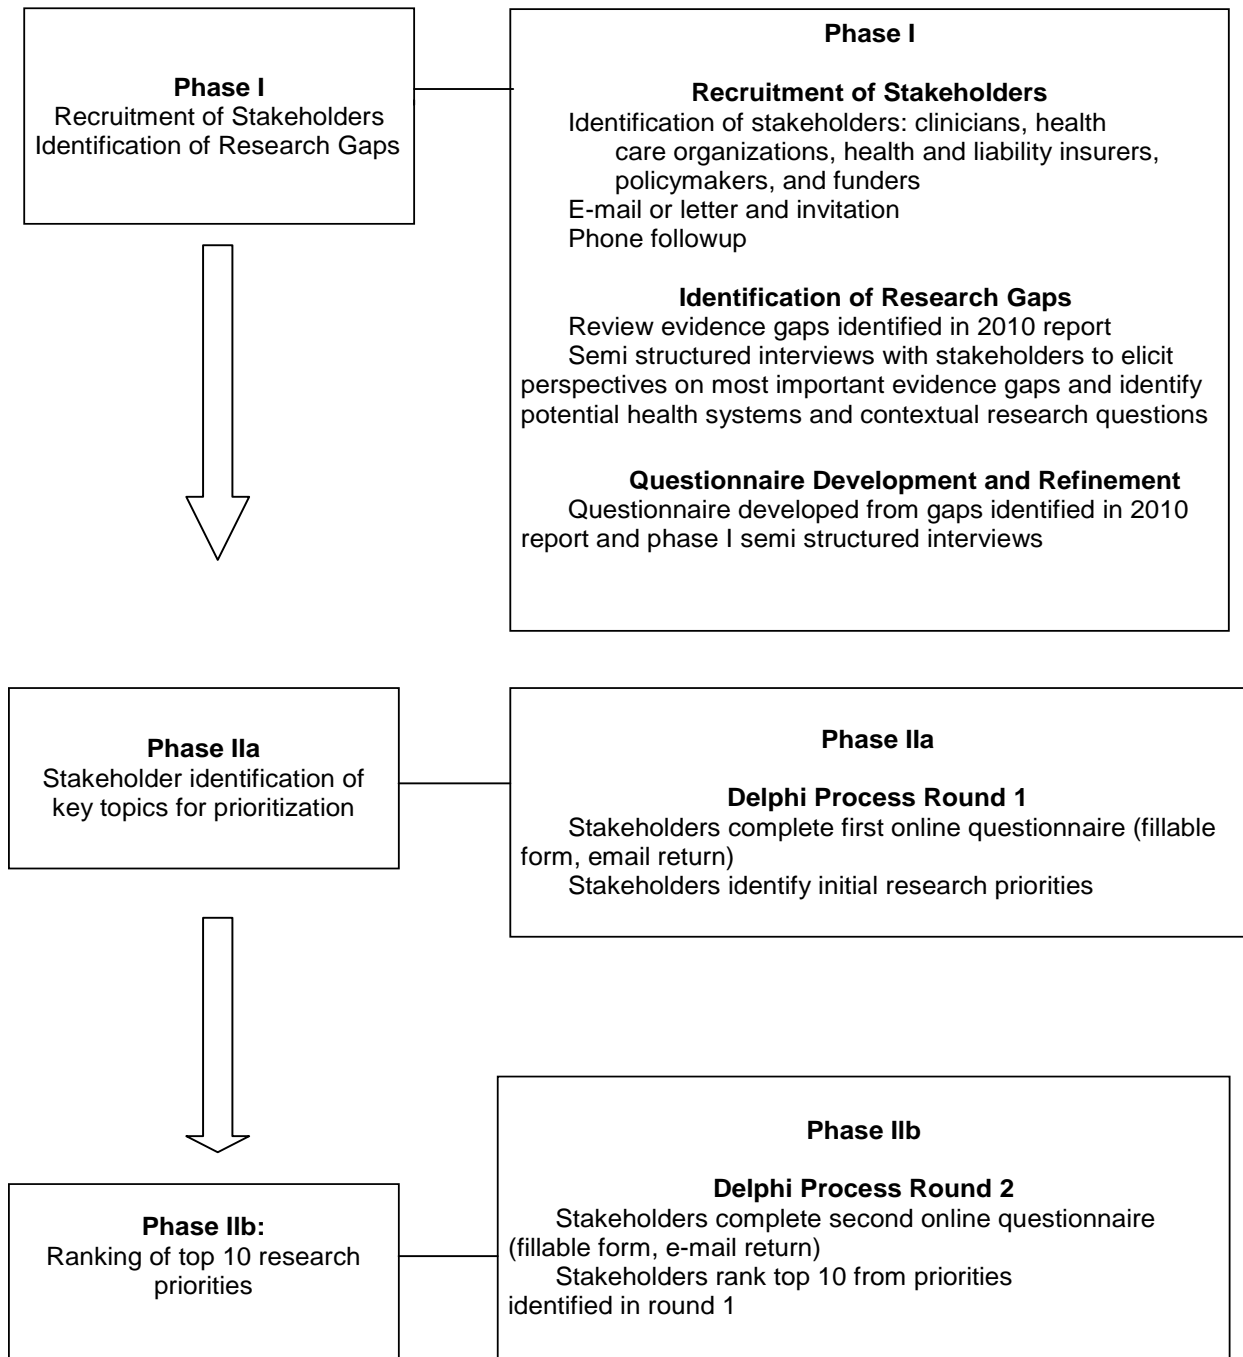 Phase I
Recruitment of Stakeholders
Identification of Research Gaps
Phase I
Recruitment of Stakeholders
Identification of stakeholders: clinicians, health
care organizations, health and liability insurers,
policymakers, and funders
E-mail or letter and invitation
Phone followup
Identification of Research Gaps
Review evidence gaps identified in 2010 report
Semi structured interviews with stakeholders to elicit
perspectives on most important evidence gaps and identify
potential health systems and contextual research questions
Questionnaire Development and Refinement
Questionnaire developed from gaps identified in 2010
report and phase I semi structured interviews
Phase IIa
Stakeholder identification of
key topics for prioritization
Phase IIa
Delphi Process Round 1
Stakeholders complete first online questionnaire (fillable
form, email return)
Stakeholders identify initial research priorities
Phase IIb:
Ranking of top 10 research
priorities
Phase IIb
Delphi Process Round 2
Stakeholders complete second online questionnaire
(fillable form, e-mail return)
Stakeholders rank top 10 from priorities
identified in round 1